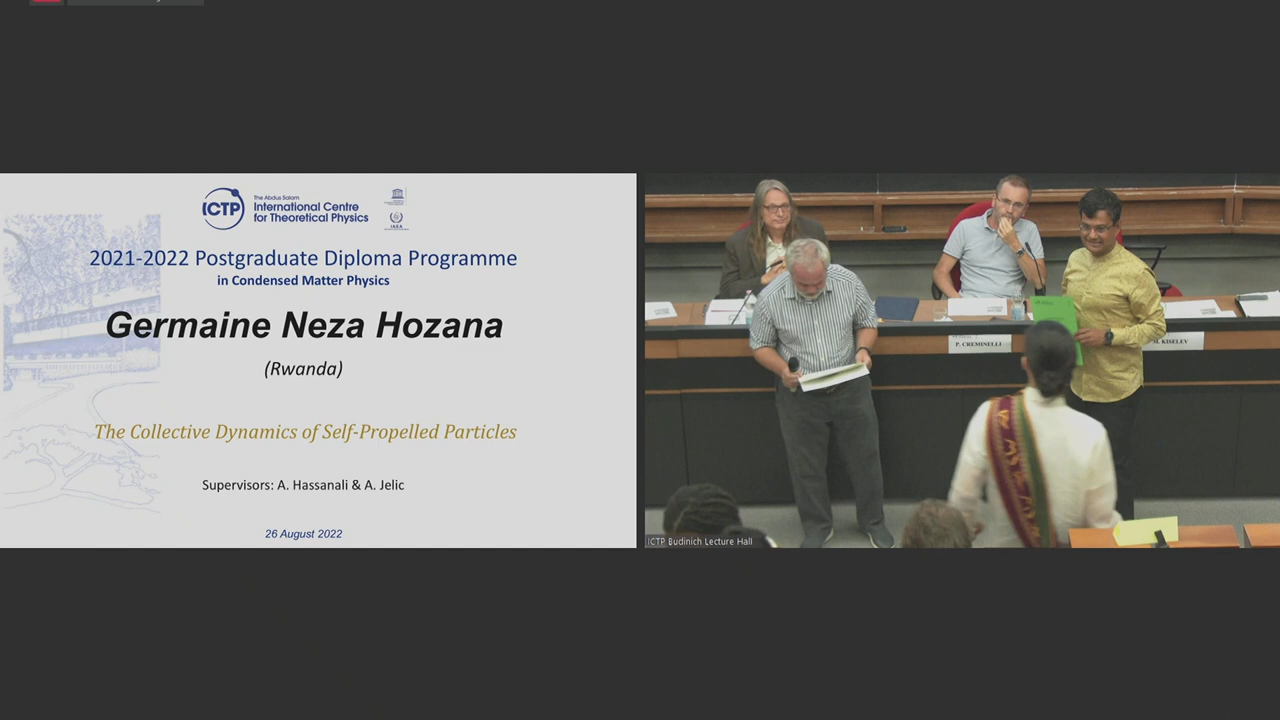 ICTP
The Abdus Salam
International Centre
for Theoretical Physics
IAEA
2021-2022 Postgraduate Diploma Programme
in Condensed Matter Physics
Germaine Neza Hozana
(Rwanda)
The Collective Dynamics of Self-Propelled Particles
Supervisors: A. Hassanali & A. Jelic
26 August 2022
P. CREMINELLI
M. KISELEV
ICTP Budinich Lecture Hall